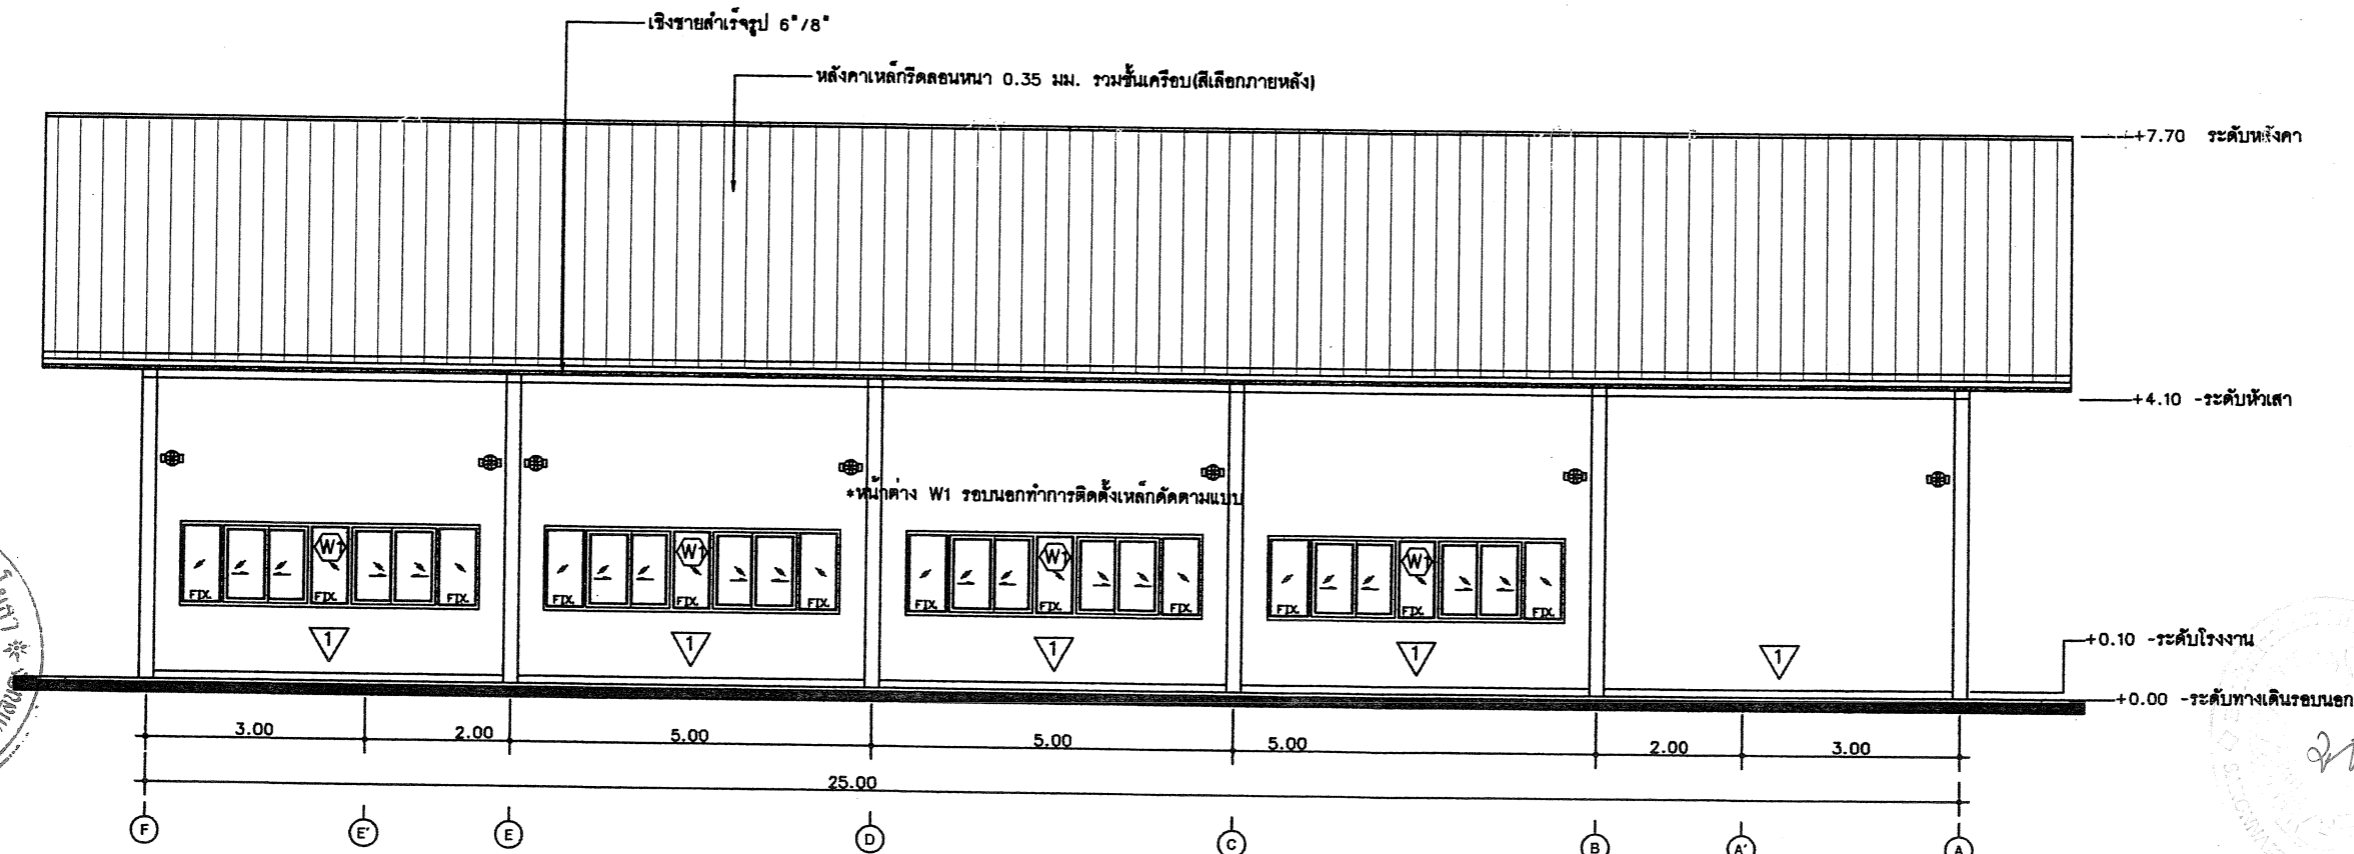 เชิงชายสำเร็จรูป 6"/8"
หลังคาเหล็กรีดลอนหนา 0.35 มม. รวมชั้นเคลือบ(สีเลือกภายหลัง)
+7.70 ระดับหลังคา
+4.10 -ระดับหัวเสา
*หน้าต่าง W1 รอบนอกทำการติดตั้งเหล็กดัดตามแบบ
W1 W1 W1 W1
FIX. FIX. FIX. FIX. FIX. FIX. FIX. FIX. FIX. FIX. FIX. FIX.
1 1 1 1 1
+0.10 -ระดับโรงงาน
+0.00 -ระดับทางเดินรอบนอก
3.00 2.00 5.00 5.00 5.00 2.00 3.00
25.00
F E' E D C B A' A